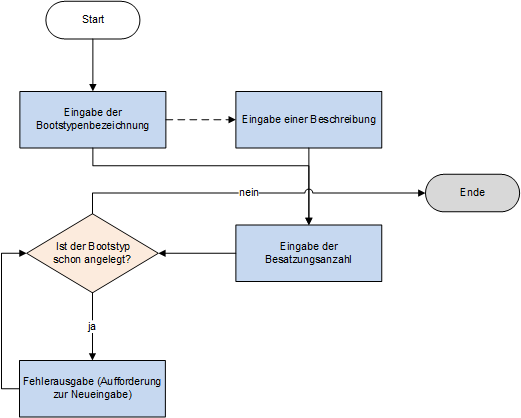 Start
Eingabe der
Bootstypenbezeichnung
Eingabe einer Beschreibung
nein
Ende
Ist der Bootstyp
schon angelegt?
Eingabe der
Besatzungsanzahl
ja
Fehlerausgabe (Aufforderung
zur Neueingabe)